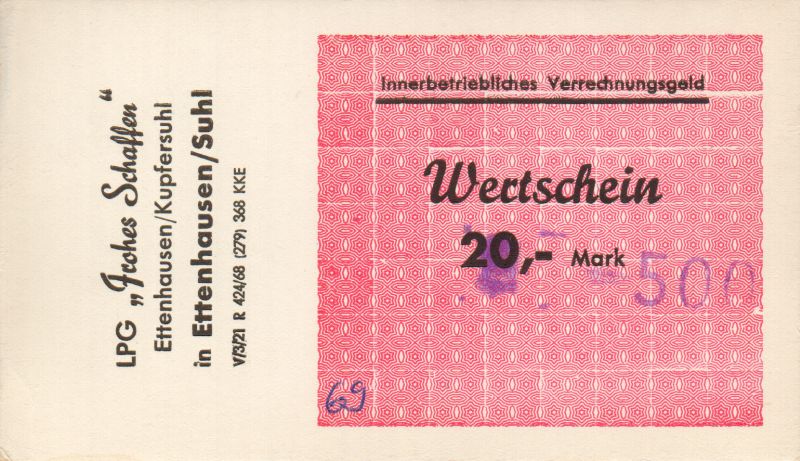 LPG „Frohes Schaffen“
Ettenhausen/Kupfersuhl
in Ettenhausen/Suhl
V/3/21 R 424/68 (279) 368 KKE
Innerbetriebliches Verrechnungsgeld
Wertschein
20,- Mark
500
69